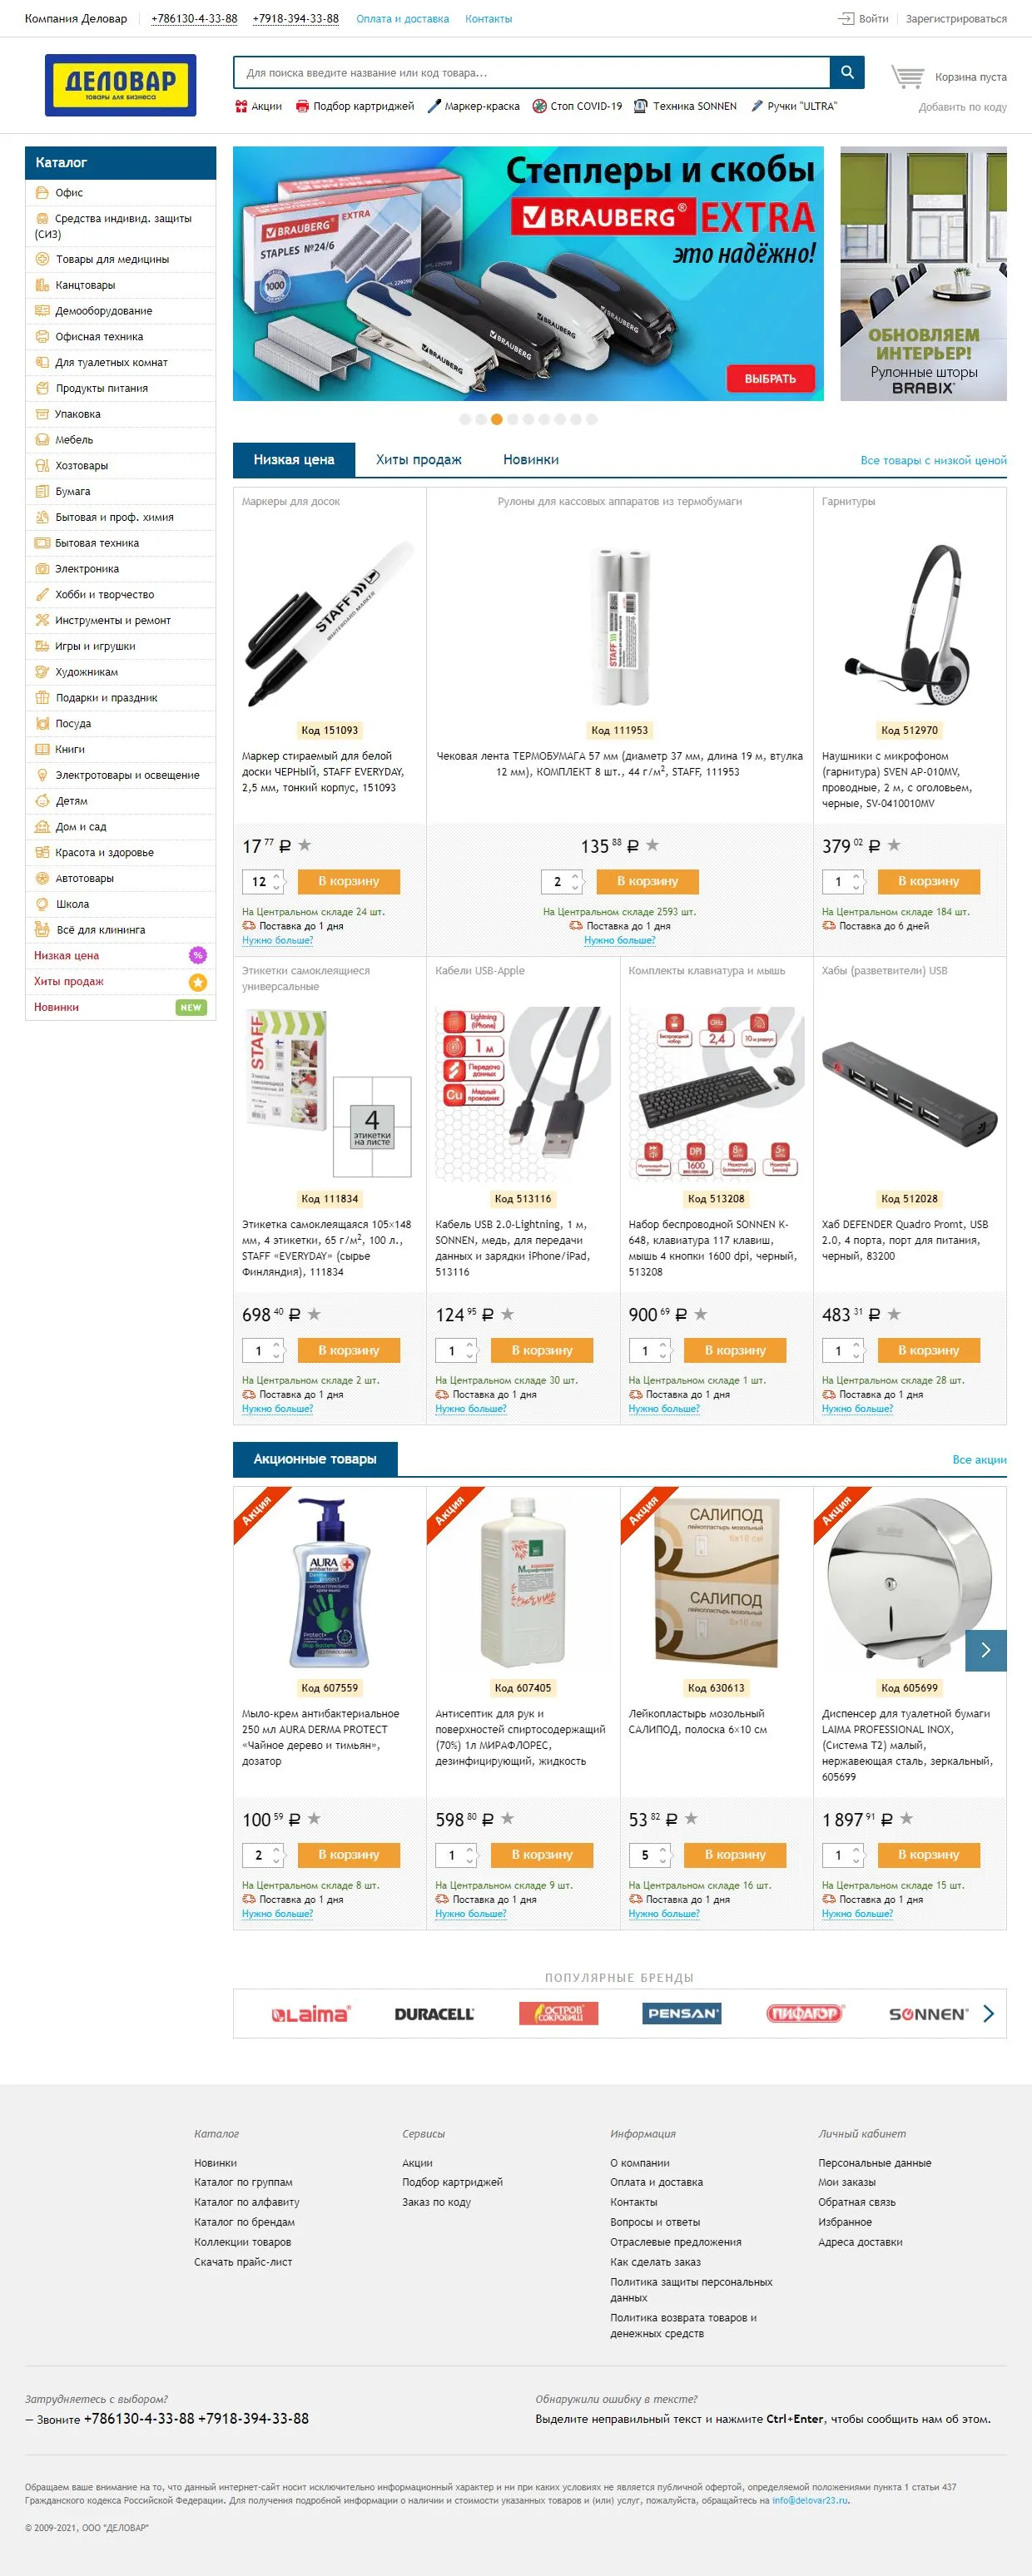 Компания Деловар
+786130-4-33-88 +7918-394-33-88 Оплата и доставка Контакты
Войти Зарегистрироваться
ДЕЛОВАР
ТОВАРЫ ДЛЯ БИЗНЕСА
Для поиска введите название или код товара...
Корзина пуста
Акции Подбор картриджей Маркер-краска Стоп COVID-19 Техника SONNEN Ручки "ULTRA"
Добавить по коду
Каталог
Офис
Средства индивид. защиты
(СИЗ)
Товары для медицины
Канцтовары
Демооборудование
Офисная техника
Для туалетных комнат
Продукты питания
Упаковка
Мебель
Хозтовары
Бумага
Бытовая и проф. химия
Бытовая техника
Электроника
Хобби и творчество
Инструменты и ремонт
Игры и игрушки
Художникам
Подарки и праздник
Посуда
Книги
Электротовары и освещение
Детям
Дом и сад
Красота и здоровье
Автотовары
Школа
Всё для клининга
Низкая цена %
Хиты продаж
Новинки NEW
Степлеры и скобы
BRAUBERG® EXTRA
это надёжно!
BRAUBERG EXTRA
STAPLES №24/6
1000
BRAUBERG
BRAUBERG
BRAUBERG
BRAUBERG
ВЫБРАТЬ
ОБНОВЛЯЕМ
ИНТЕРЬЕР!
Рулонные шторы
BRABIX
Низкая цена Хиты продаж Новинки Все товары с низкой ценой
Маркеры для досок
STAFF
WHITEBOARD MARKER
Код 151093
Маркер стираемый для белой
доски ЧЕРНЫЙ, STAFF EVERYDAY,
2,5 мм, тонкий корпус, 151093
17 77 ₽
12 В корзину
На Центральном складе 24 шт.
Поставка до 1 дня
Нужно больше?
Рулоны для кассовых аппаратов из термобумаги
STAFF
Код 111953
Чековая лента ТЕРМОБУМАГА 57 мм (диаметр 37 мм, длина 19 м, втулка
12 мм), КОМПЛЕКТ 8 шт., 44 г/м², STAFF, 111953
135 88 ₽
2 В корзину
На Центральном складе 2593 шт.
Поставка до 1 дня
Нужно больше?
Гарнитуры
Код 512970
Наушники с микрофоном
(гарнитура) SVEN AP-010MV,
проводные, 2 м, с оголовьем,
черные, SV-0410010MV
379 02 ₽
1 В корзину
На Центральном складе 184 шт.
Поставка до 6 дней
Этикетки самоклеящиеся
универсальные
STAFF
4
этикетки
на листе
Код 111834
Этикетка самоклеящаяся 105×148
мм, 4 этикетки, 65 г/м², 100 л.,
STAFF «EVERYDAY» (сырье
Финляндия), 111834
698 40 ₽
1 В корзину
На Центральном складе 2 шт.
Поставка до 1 дня
Нужно больше?
Кабели USB-Apple
Lightning
(iPhone)
1 м
Передача
данных
Cu
Медный
проводник
Код 513116
Кабель USB 2.0-Lightning, 1 м,
SONNEN, медь, для передачи
данных и зарядки iPhone/iPad,
513116
124 95 ₽
1 В корзину
На Центральном складе 30 шт.
Поставка до 1 дня
Нужно больше?
Комплекты клавиатура и мышь
GHz
2,4
DPI
1600
Код 513208
Набор беспроводной SONNEN K-
648, клавиатура 117 клавиш,
мышь 4 кнопки 1600 dpi, черный,
513208
900 69 ₽
1 В корзину
На Центральном складе 1 шт.
Поставка до 1 дня
Нужно больше?
Хабы (разветвители) USB
Код 512028
Хаб DEFENDER Quadro Promt, USB
2.0, 4 порта, порт для питания,
черный, 83200
483 31 ₽
1 В корзину
На Центральном складе 28 шт.
Поставка до 1 дня
Нужно больше?
Акционные товары Все акции
Акция
AURA
antibacterial
Derma
protect
Код 607559
Мыло-крем антибактериальное
250 мл AURA DERMA PROTECT
«Чайное дерево и тимьян»,
дозатор
100 59 ₽
2 В корзину
На Центральном складе 8 шт.
Поставка до 1 дня
Нужно больше?
Акция
Мирафлорес
Код 607405
Антисептик для рук и
поверхностей спиртосодержащий
(70%) 1л МИРАФЛОРЕС,
дезинфицирующий, жидкость
598 80 ₽
1 В корзину
На Центральном складе 9 шт.
Поставка до 1 дня
Нужно больше?
Акция
САЛИПОД
лейкопластырь мозольный
6х10 см
САЛИПОД
лейкопластырь мозольный
6х10 см
Код 630613
Лейкопластырь мозольный
САЛИПОД, полоска 6×10 см
53 82 ₽
5 В корзину
На Центральном складе 16 шт.
Поставка до 1 дня
Нужно больше?
Акция
Код 605699
Диспенсер для туалетной бумаги
LAIMA PROFESSIONAL INOX,
(Система T2) малый,
нержавеющая сталь, зеркальный,
605699
1 897 91 ₽
1 В корзину
На Центральном складе 15 шт.
Поставка до 1 дня
Нужно больше?
ПОПУЛЯРНЫЕ БРЕНДЫ
Laima DURACELL ОСТРОВ СОКРОВИЩ PENSAN ПИФАГОР SONNEN
Каталог
Новинки
Каталог по группам
Каталог по алфавиту
Каталог по брендам
Коллекции товаров
Скачать прайс-лист
Сервисы
Акции
Подбор картриджей
Заказ по коду
Информация
О компании
Оплата и доставка
Контакты
Вопросы и ответы
Отраслевые предложения
Как сделать заказ
Политика защиты персональных
данных
Политика возврата товаров и
денежных средств
Личный кабинет
Персональные данные
Мои заказы
Обратная связь
Избранное
Адреса доставки
Затрудняетесь с выбором?
— Звоните +786130-4-33-88 +7918-394-33-88
Обнаружили ошибку в тексте?
Выделите неправильный текст и нажмите Ctrl+Enter, чтобы сообщить нам об этом.
Обращаем ваше внимание на то, что данный интернет-сайт носит исключительно информационный характер и ни при каких условиях не является публичной офертой, определяемой положениями пункта 1 статьи 437
Гражданского кодекса Российской Федерации. Для получения подробной информации о наличии и стоимости указанных товаров и (или) услуг, пожалуйста, обращайтесь на info@delovar23.ru.
© 2009-2021, ООО "ДЕЛОВАР"